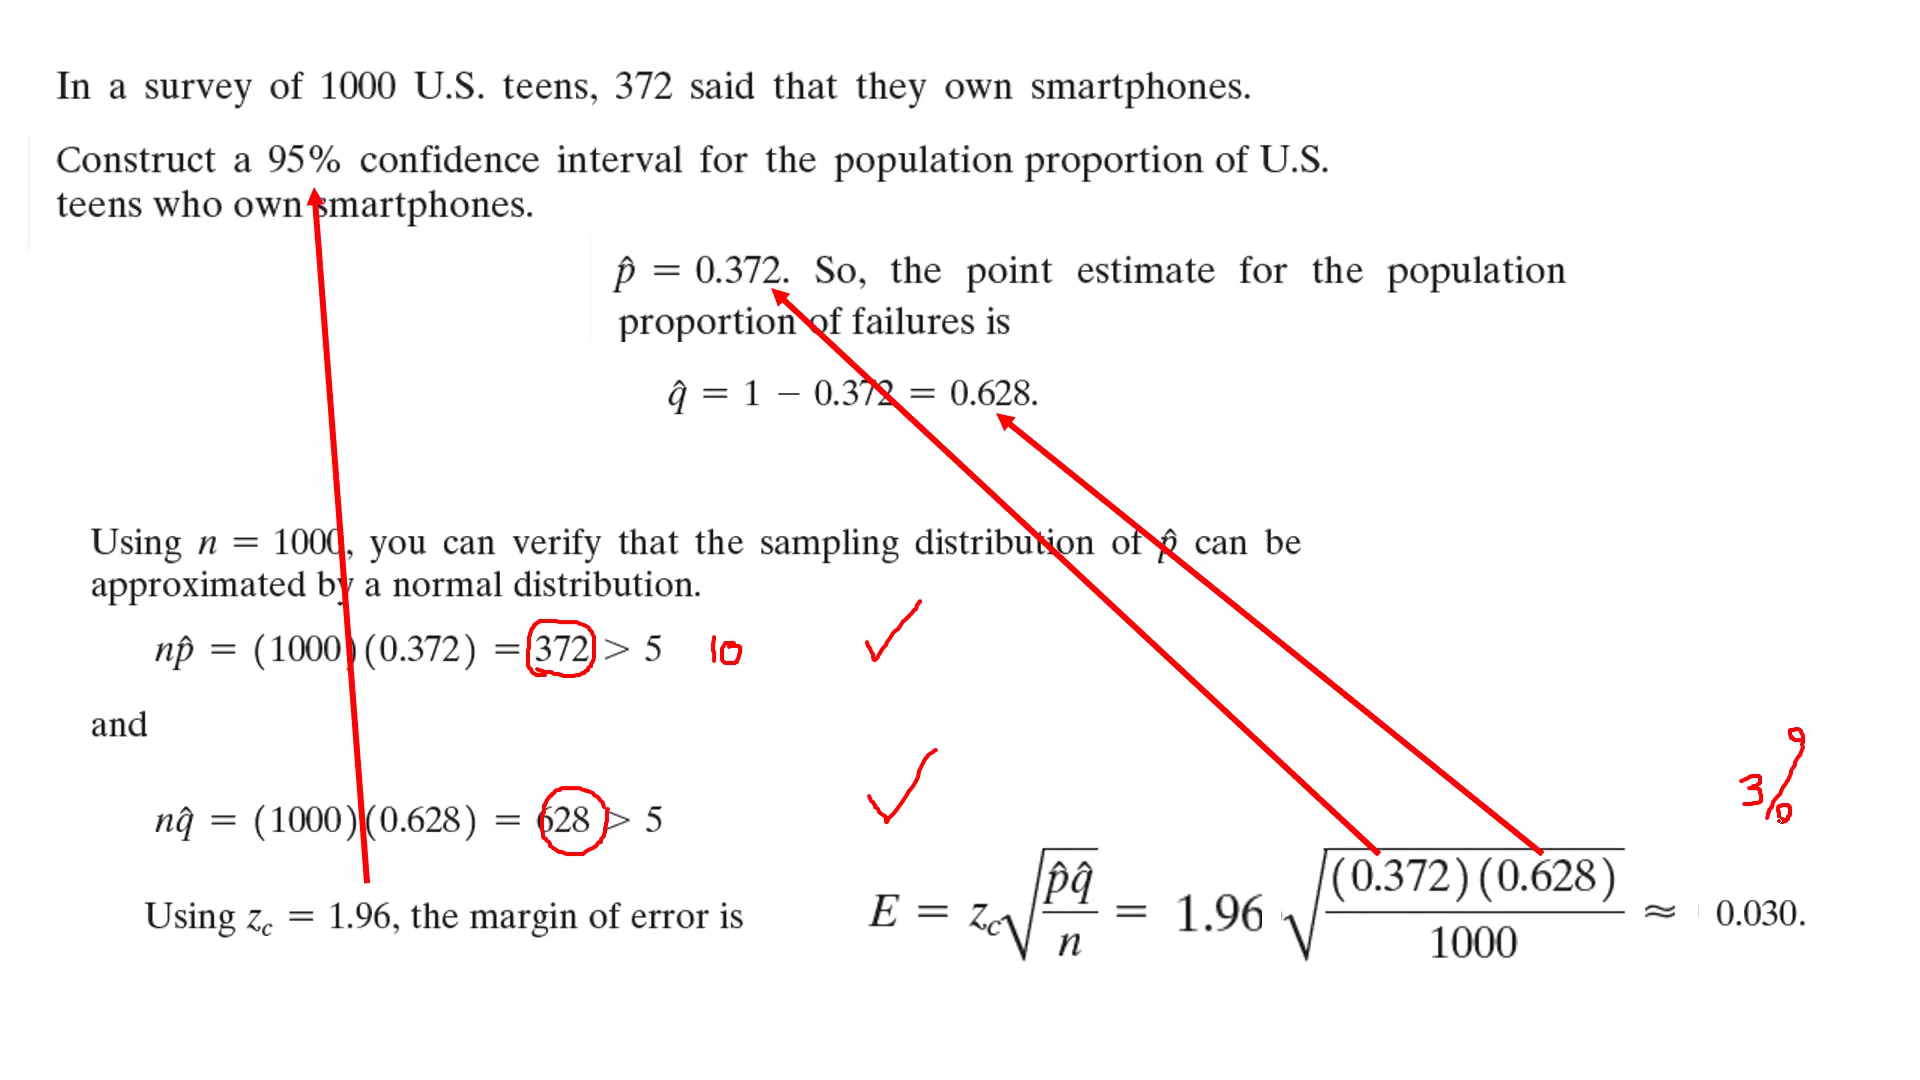 In a survey of 1000 U.S. teens, 372 said that they own smartphones.
Construct a 95% confidence interval for the population proportion of U.S.
teens who own smartphones.
p̂ = 0.372. So, the point estimate for the population
proportion of failures is
q̂ = 1 − 0.372 = 0.628.
Using n = 1000, you can verify that the sampling distribution of p̂ can be
approximated by a normal distribution.
np̂ = (1000)(0.372) = 372 > 5 10 ✓
and
nq̂ = (1000)(0.628) = 628 > 5 ✓
3%
Using z_c = 1.96, the margin of error is E = z_c√(p̂q̂/n) = 1.96 √((0.372)(0.628)/1000) ≈ 0.030.